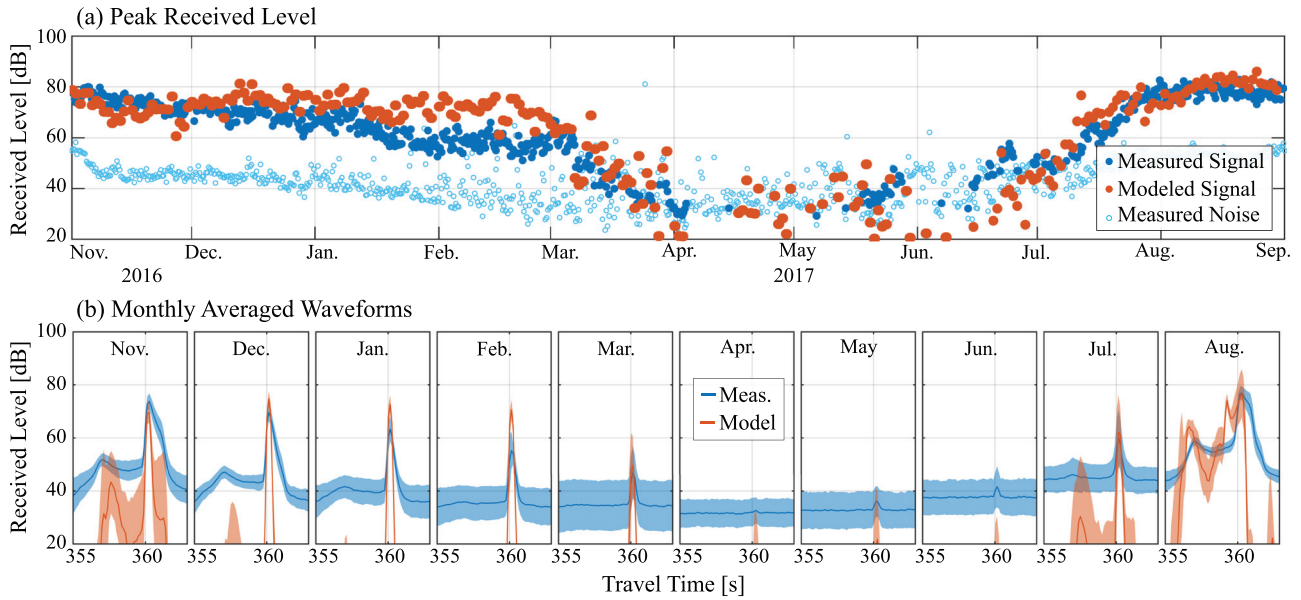 (a) Peak Received Level
Received Level [dB]
100
80
60
40
20
Measured Signal
Modeled Signal
Measured Noise
Nov. Dec. Jan. Feb. Mar. Apr. May Jun. Jul. Aug. Sep.
2016 2017
(b) Monthly Averaged Waveforms
Received Level [dB]
100
80
60
40
20
Nov. Dec. Jan. Feb. Mar. Apr. May Jun. Jul. Aug.
Meas.
Model
355 360 355 360 355 360 355 360 355 360 355 360 355 360 355 360 355 360 355 360
Travel Time [s]